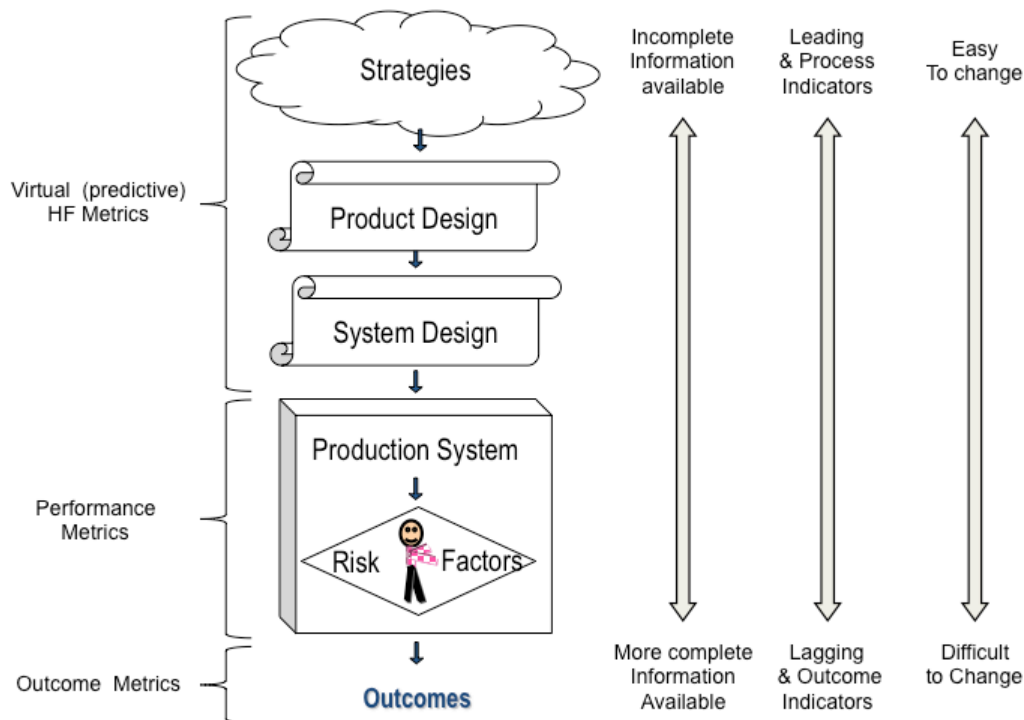 Strategies
Product Design
System Design
Production System
Risk Factors
Outcomes
Virtual (predictive)
HF Metrics
Performance
Metrics
Outcome Metrics
Incomplete
Information
available
Leading
& Process
Indicators
Easy
To change
More complete
Information
Available
Lagging
& Outcome
Indicators
Difficult
to Change